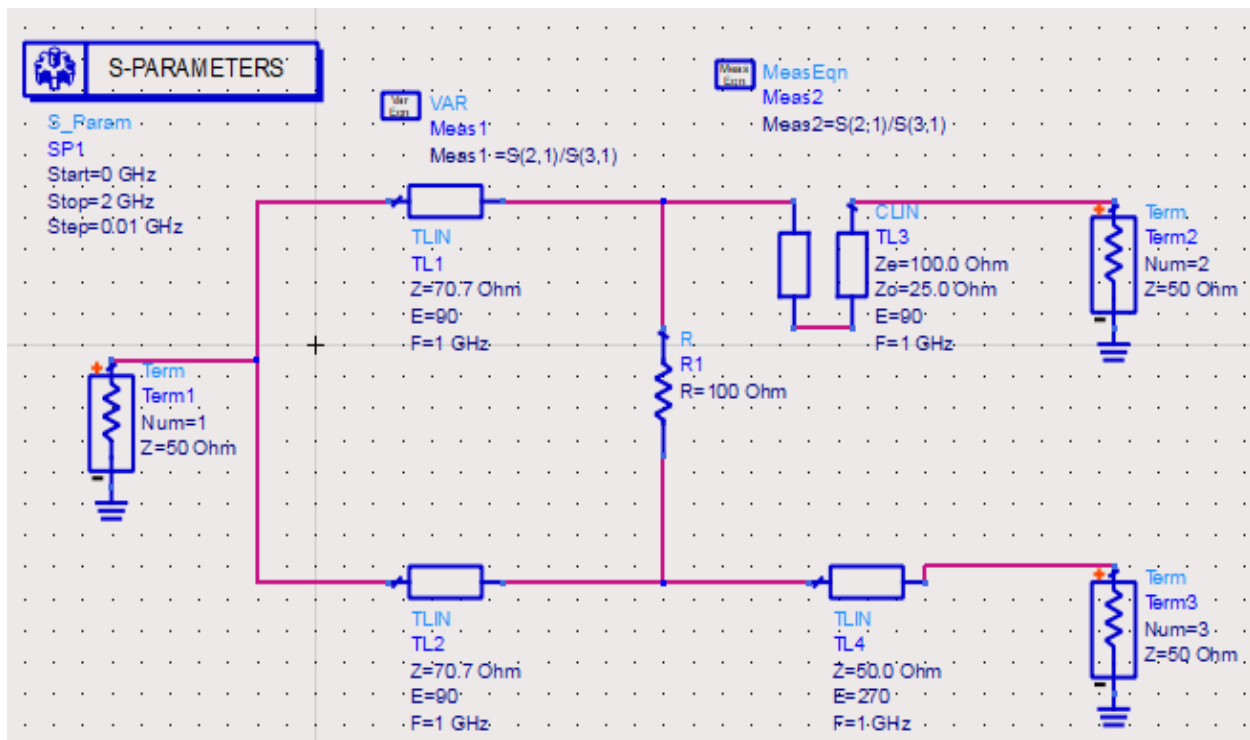 S-PARAMETERS
S_Param
SP1
Start=0 GHz
Stop=2 GHz
Step=0.01 GHz
Var
Eqn
VAR
Meas1
Meas1 =S(2,1)/S(3,1)
Meas
Eqn
MeasEqn
Meas2
Meas2=S(2,1)/S(3,1)
TLIN
TL1
Z=70.7 Ohm
E=90
F=1 GHz
CLIN
TL3
Ze=100.0 Ohm
Zo=25.0 Ohm
E=90
F=1 GHz
Term
Term2
Num=2
Z=50 Ohm
R
R1
R=100 Ohm
Term
Term1
Num=1
Z=50 Ohm
TLIN
TL2
Z=70.7 Ohm
E=90
F=1 GHz
TLIN
TL4
Z=50.0 Ohm
E=270
F=1 GHz
Term
Term3
Num=3
Z=50 Ohm